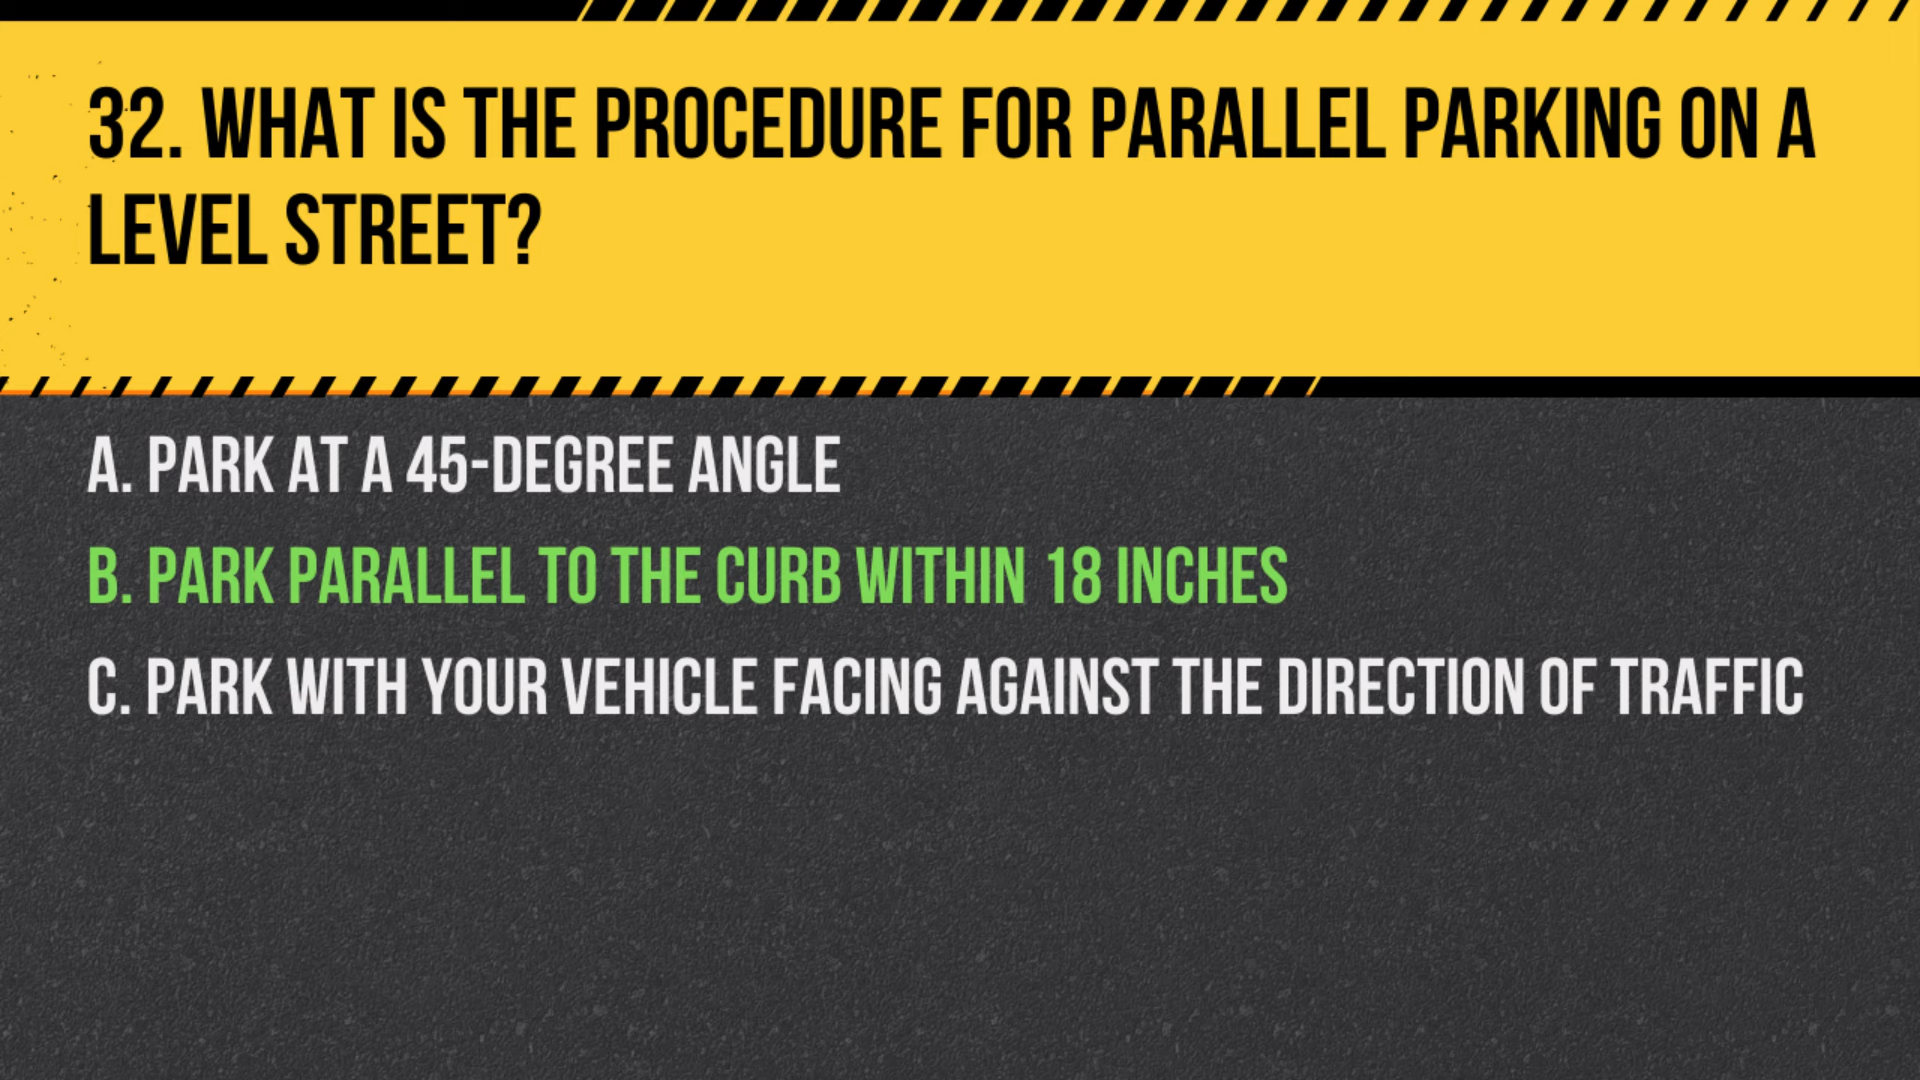 32. WHAT IS THE PROCEDURE FOR PARALLEL PARKING ON A
LEVEL STREET?
A. PARK AT A 45-DEGREE ANGLE
B. PARK PARALLEL TO THE CURB WITHIN 18 INCHES
C. PARK WITH YOUR VEHICLE FACING AGAINST THE DIRECTION OF TRAFFIC